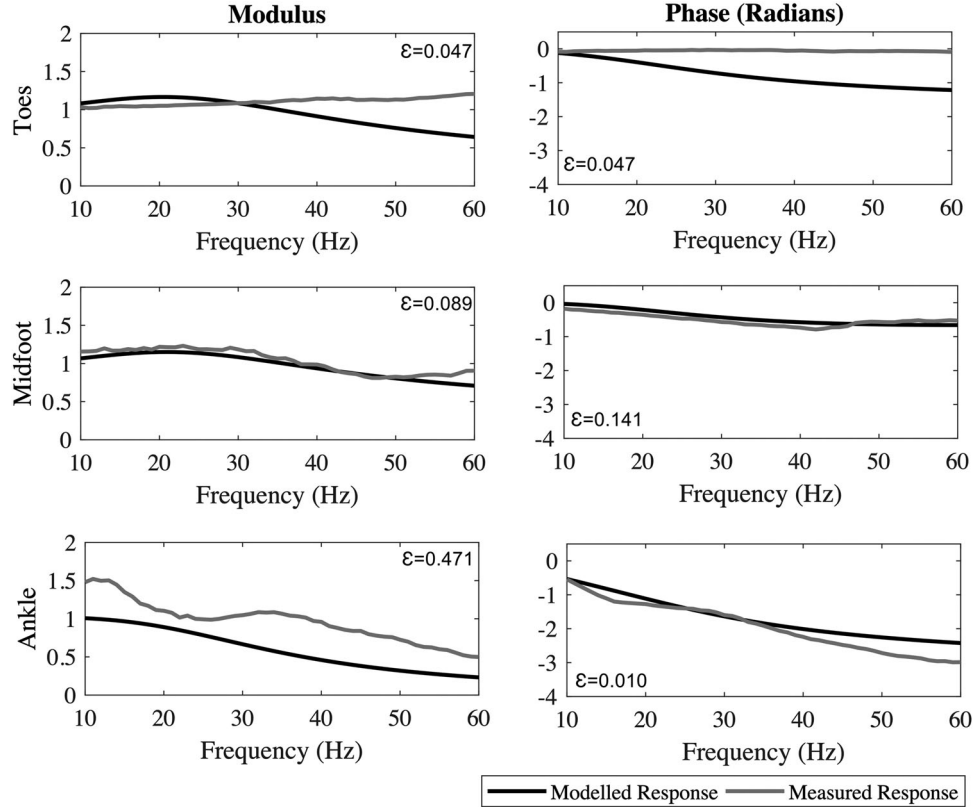 Modulus
Phase (Radians)
Toes
2
1.5
1
0.5
0
Ɛ=0.047
10 20 30 40 50 60
Frequency (Hz)
0
-1
-2
-3
-4
Ɛ=0.047
10 20 30 40 50 60
Frequency (Hz)
Midfoot
2
1.5
1
0.5
0
Ɛ=0.089
10 20 30 40 50 60
Frequency (Hz)
0
-1
-2
-3
-4
Ɛ=0.141
10 20 30 40 50 60
Frequency (Hz)
Ankle
2
1.5
1
0.5
0
Ɛ=0.471
10 20 30 40 50 60
Frequency (Hz)
0
-1
-2
-3
-4
Ɛ=0.010
10 20 30 40 50 60
Frequency (Hz)
Modelled Response Measured Response